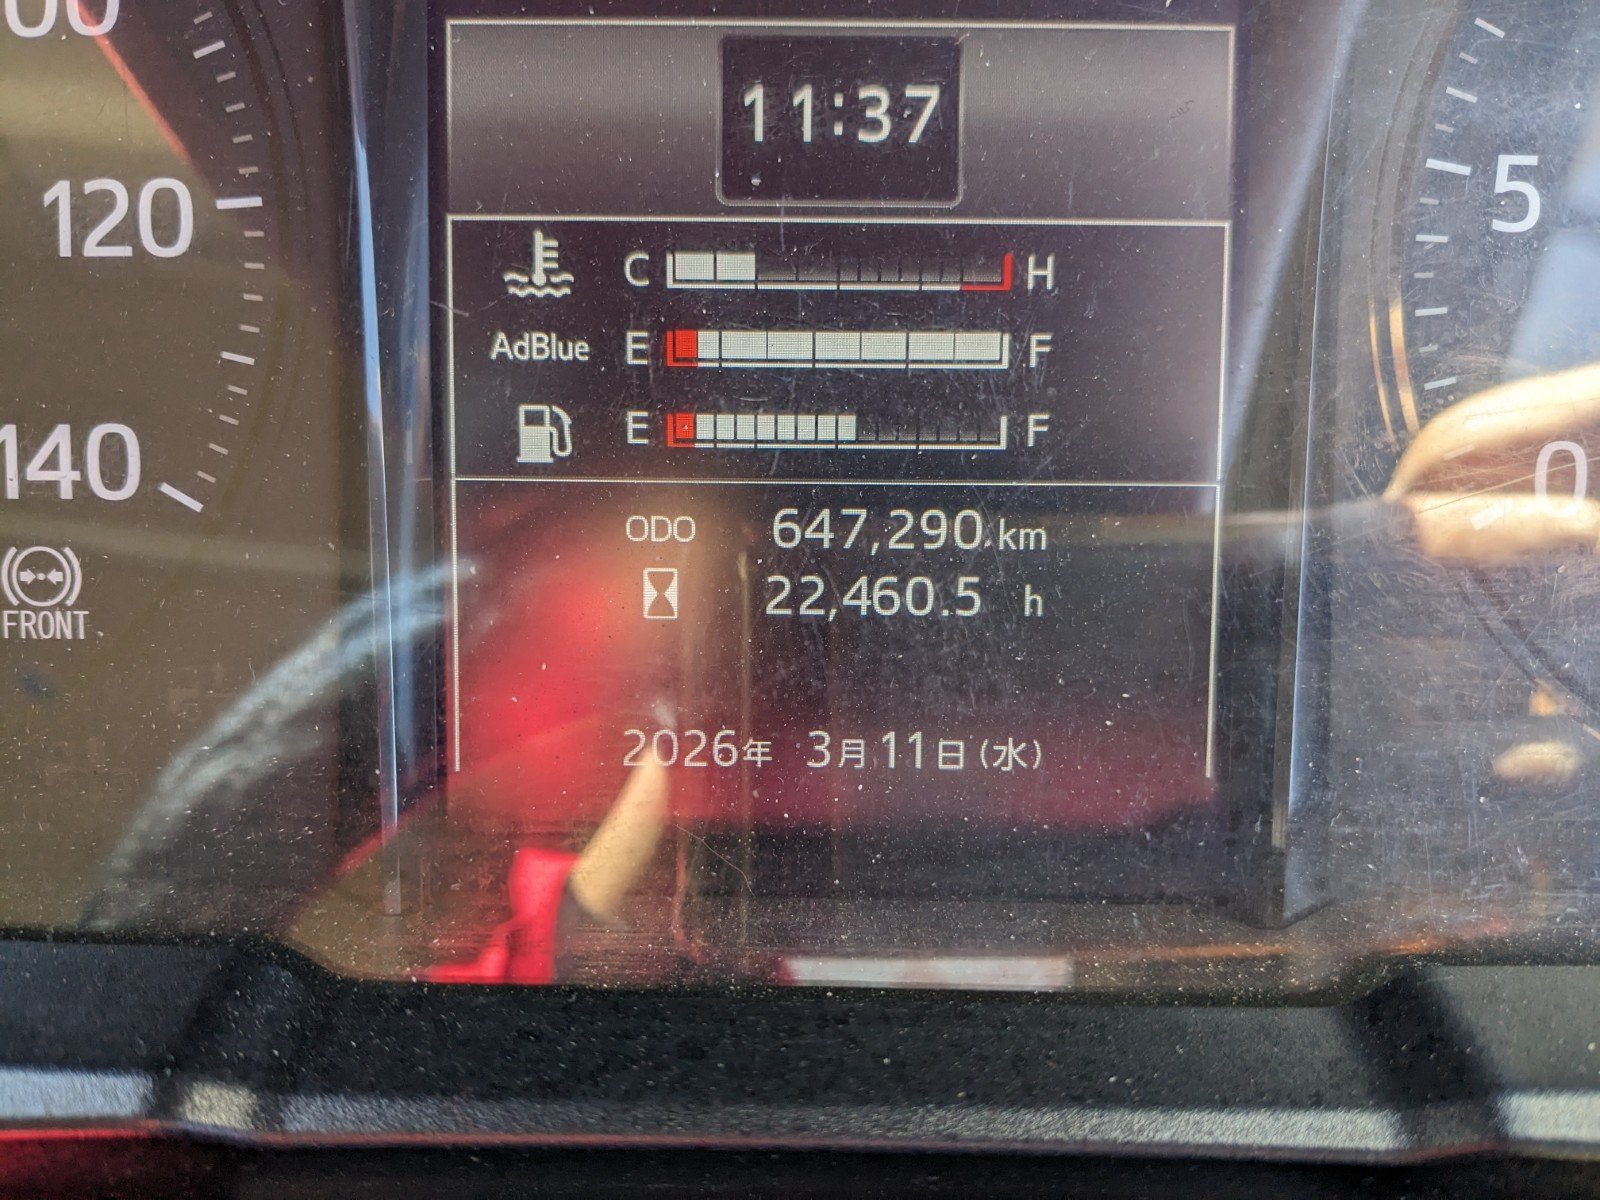 11:37
120
5
C H
AdBlue E F
E F
140
0
ODO 647,290 km
22,460.5 h
FRONT
2026年 3月11日(水)